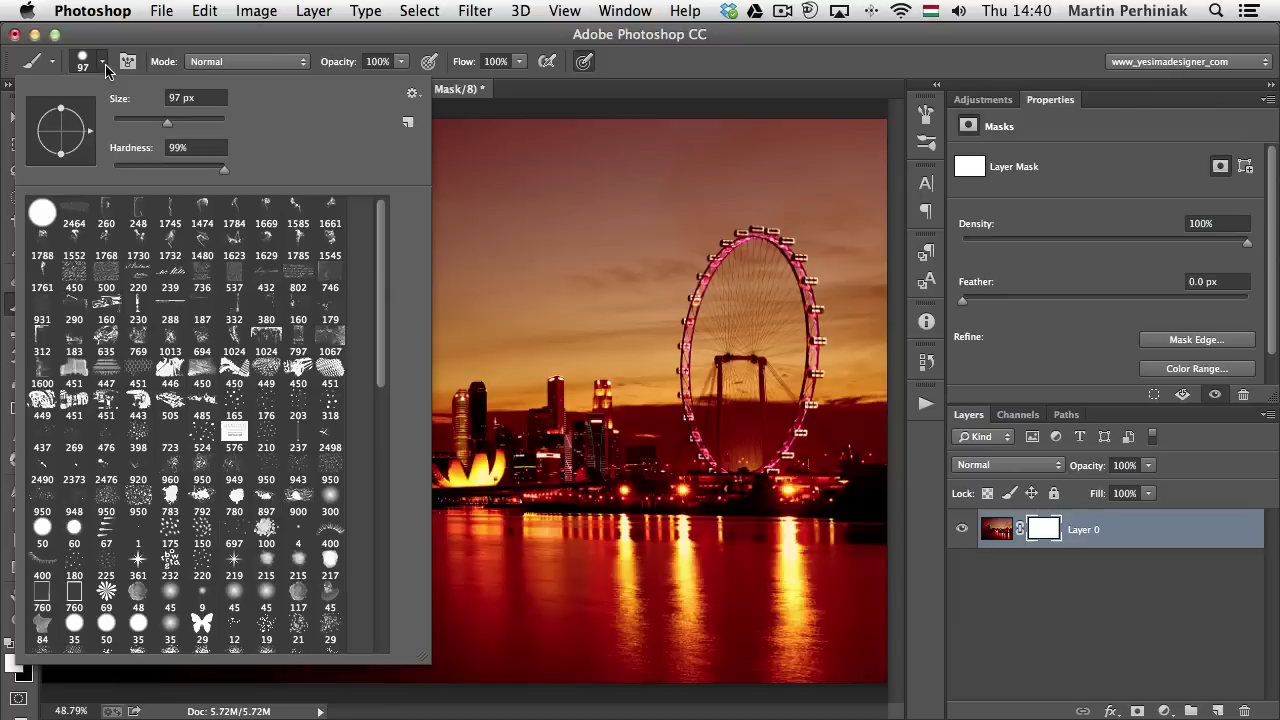 Photoshop File Edit Image Layer Type Select Filter 3D View Window Help Thu 14:40 Martin Perhiniak
Adobe Photoshop CC
97 Mode: Normal Opacity: 100% Flow: 100% www_yesimadesigner_com
Mask/8) *
Size: 97 px
Hardness: 99%
2464 260 248 1745 1474 1784 1669 1585 1661
1788 1552 1768 1730 1732 1480 1623 1629 1785 1545
1761 450 500 220 239 736 537 432 802 746
931 290 160 230 288 187 332 380 160 179
312 183 635 769 1013 694 1024 1024 797 1067
1600 451 447 451 446 450 450 449 450 451
449 451 451 443 505 485 165 176 203 318
437 269 476 398 723 524 576 210 237 2498
2490 2373 2476 920 960 950 949 950 943 950
950 948 950 950 783 792 780 897 900 300
50 60 67 1 175 150 697 100 4 400
400 180 225 361 232 220 219 215 215 217
760 760 69 48 45 9 45 45 117 45
84 35 50 35 35 29 12 19 21 29
Adjustments Properties
Masks
Layer Mask
Density: 100%
Feather: 0.0 px
Refine: Mask Edge...
Color Range...
Layers Channels Paths
Kind
Normal Opacity: 100%
Lock: Fill: 100%
Layer 0
48.79% Doc: 5.72M/5.72M